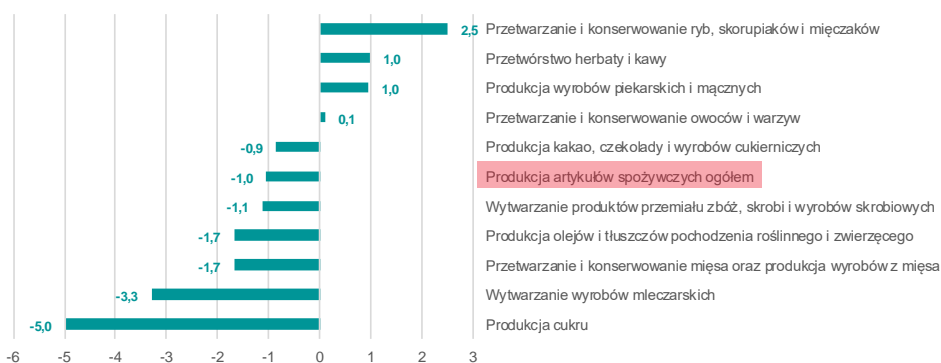 2,5 Przetwarzanie i konserwowanie ryb, skorupiaków i mięczaków
1,0 Przetwórstwo herbaty i kawy
1,0 Produkcja wyrobów piekarskich i mącznych
0,1 Przetwarzanie i konserwowanie owoców i warzyw
-0,9 Produkcja kakao, czekolady i wyrobów cukierniczych
-1,0 Produkcja artykułów spożywczych ogółem
-1,1 Wytwarzanie produktów przemiału zbóż, skrobi i wyrobów skrobiowych
-1,7 Produkcja olejów i tłuszczów pochodzenia roślinnego i zwierzęcego
-1,7 Przetwarzanie i konserwowanie mięsa oraz produkcja wyrobów z mięsa
-3,3 Wytwarzanie wyrobów mleczarskich
-5,0 Produkcja cukru
-6 -5 -4 -3 -2 -1 0 1 2 3